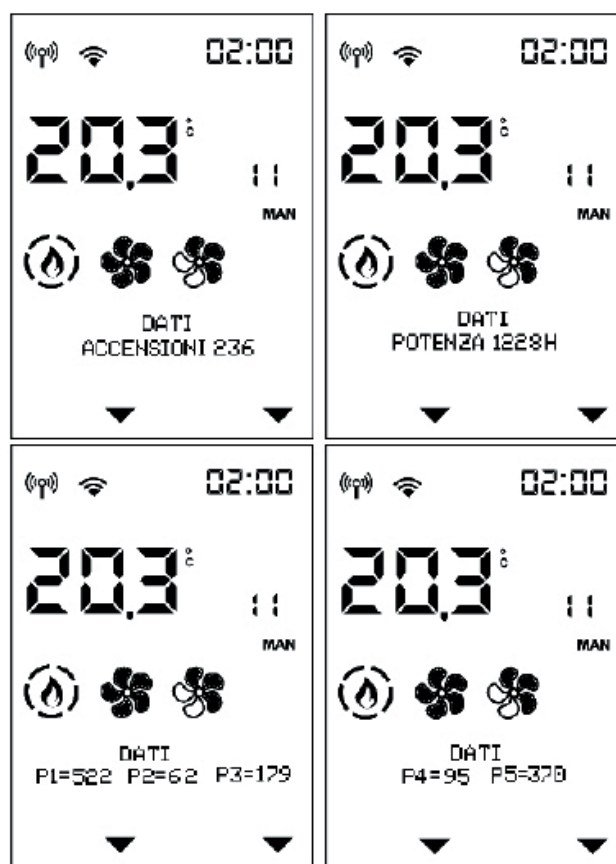 02:00
20,3 °C
11
MAN
DATI
ACCENSIONI 236
02:00
20,3 °C
11
MAN
DATI
POTENZA 1228H
02:00
20,3 °C
11
MAN
DATI
P1=522 P2=62 P3=179
02:00
20,3 °C
11
MAN
DATI
P4=95 P5=370